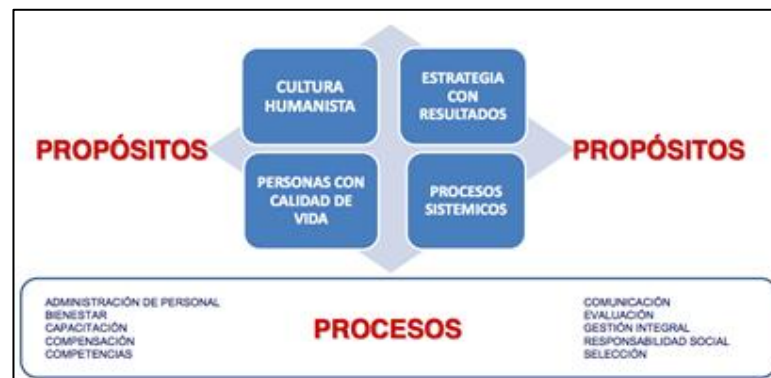 CULTURA
HUMANISTA
ESTRATEGIA
CON
RESULTADOS
PROPÓSITOS
PROPÓSITOS
PERSONAS CON
CALIDAD DE
VIDA
PROCESOS
SISTEMICOS
ADMINISTRACIÓN DE PERSONAL
BIENESTAR
CAPACITACIÓN
COMPENSACIÓN
COMPETENCIAS
PROCESOS
COMUNICACIÓN
EVALUACIÓN
GESTIÓN INTEGRAL
RESPONSABILIDAD SOCIAL
SELECCIÓN